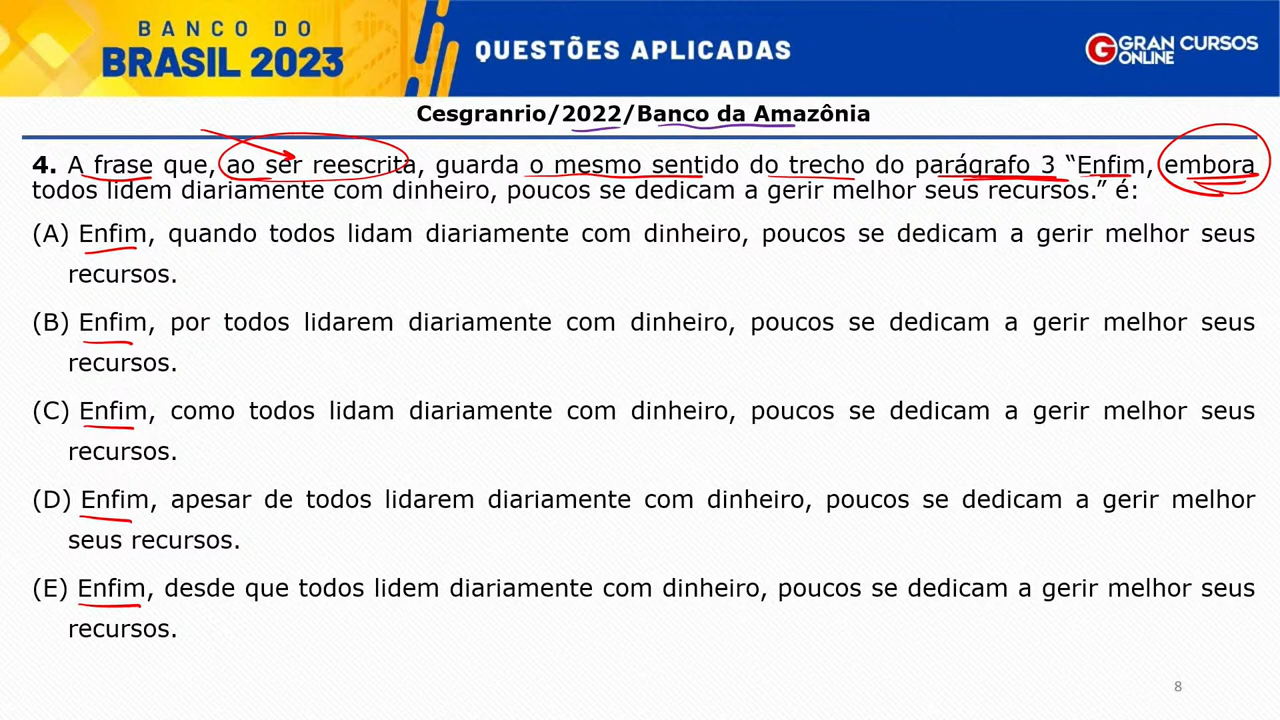 BANCO DO
BRASIL 2023
QUESTÕES APLICADAS
GRAN CURSOS
ONLINE
Cesgranrio/2022/Banco da Amazônia
4. A frase que, ao ser reescrita, guarda o mesmo sentido do trecho do parágrafo 3 “Enfim, embora
todos lidem diariamente com dinheiro, poucos se dedicam a gerir melhor seus recursos.” é:
(A) Enfim, quando todos lidam diariamente com dinheiro, poucos se dedicam a gerir melhor seus
recursos.
(B) Enfim, por todos lidarem diariamente com dinheiro, poucos se dedicam a gerir melhor seus
recursos.
(C) Enfim, como todos lidam diariamente com dinheiro, poucos se dedicam a gerir melhor seus
recursos.
(D) Enfim, apesar de todos lidarem diariamente com dinheiro, poucos se dedicam a gerir melhor
seus recursos.
(E) Enfim, desde que todos lidem diariamente com dinheiro, poucos se dedicam a gerir melhor seus
recursos.
8